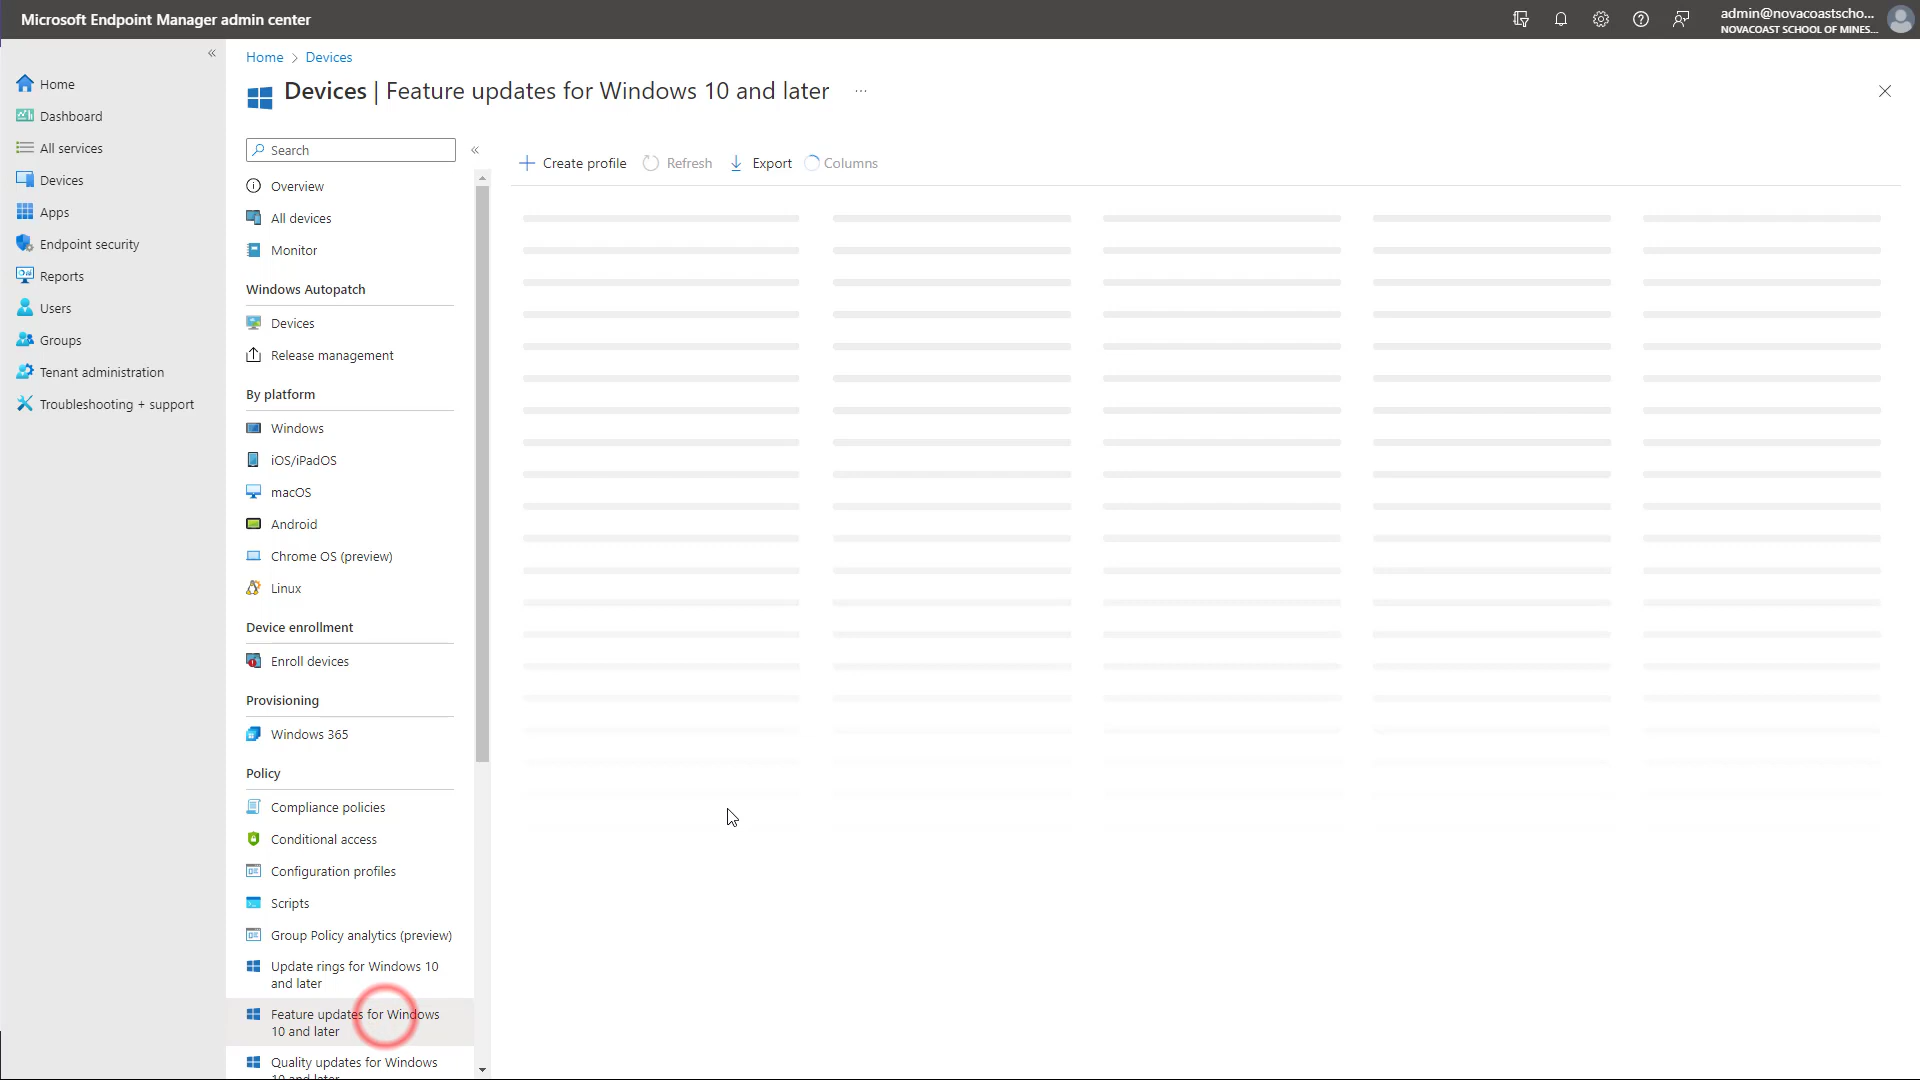 Microsoft Endpoint Manager admin center
admin@novacoastscho...
NOVACOAST SCHOOL OF MINES...
Home
Dashboard
All services
Devices
Apps
Endpoint security
Reports
Users
Groups
Tenant administration
Troubleshooting + support
Home > Devices
Devices | Feature updates for Windows 10 and later ...
Search
Overview
All devices
Monitor
Windows Autopatch
Devices
Release management
By platform
Windows
iOS/iPadOS
macOS
Android
Chrome OS (preview)
Linux
Device enrollment
Enroll devices
Provisioning
Windows 365
Policy
Compliance policies
Conditional access
Configuration profiles
Scripts
Group Policy analytics (preview)
Update rings for Windows 10
and later
Feature updates for Windows
10 and later
Quality updates for Windows
10 and later
Create profile Refresh Export Columns